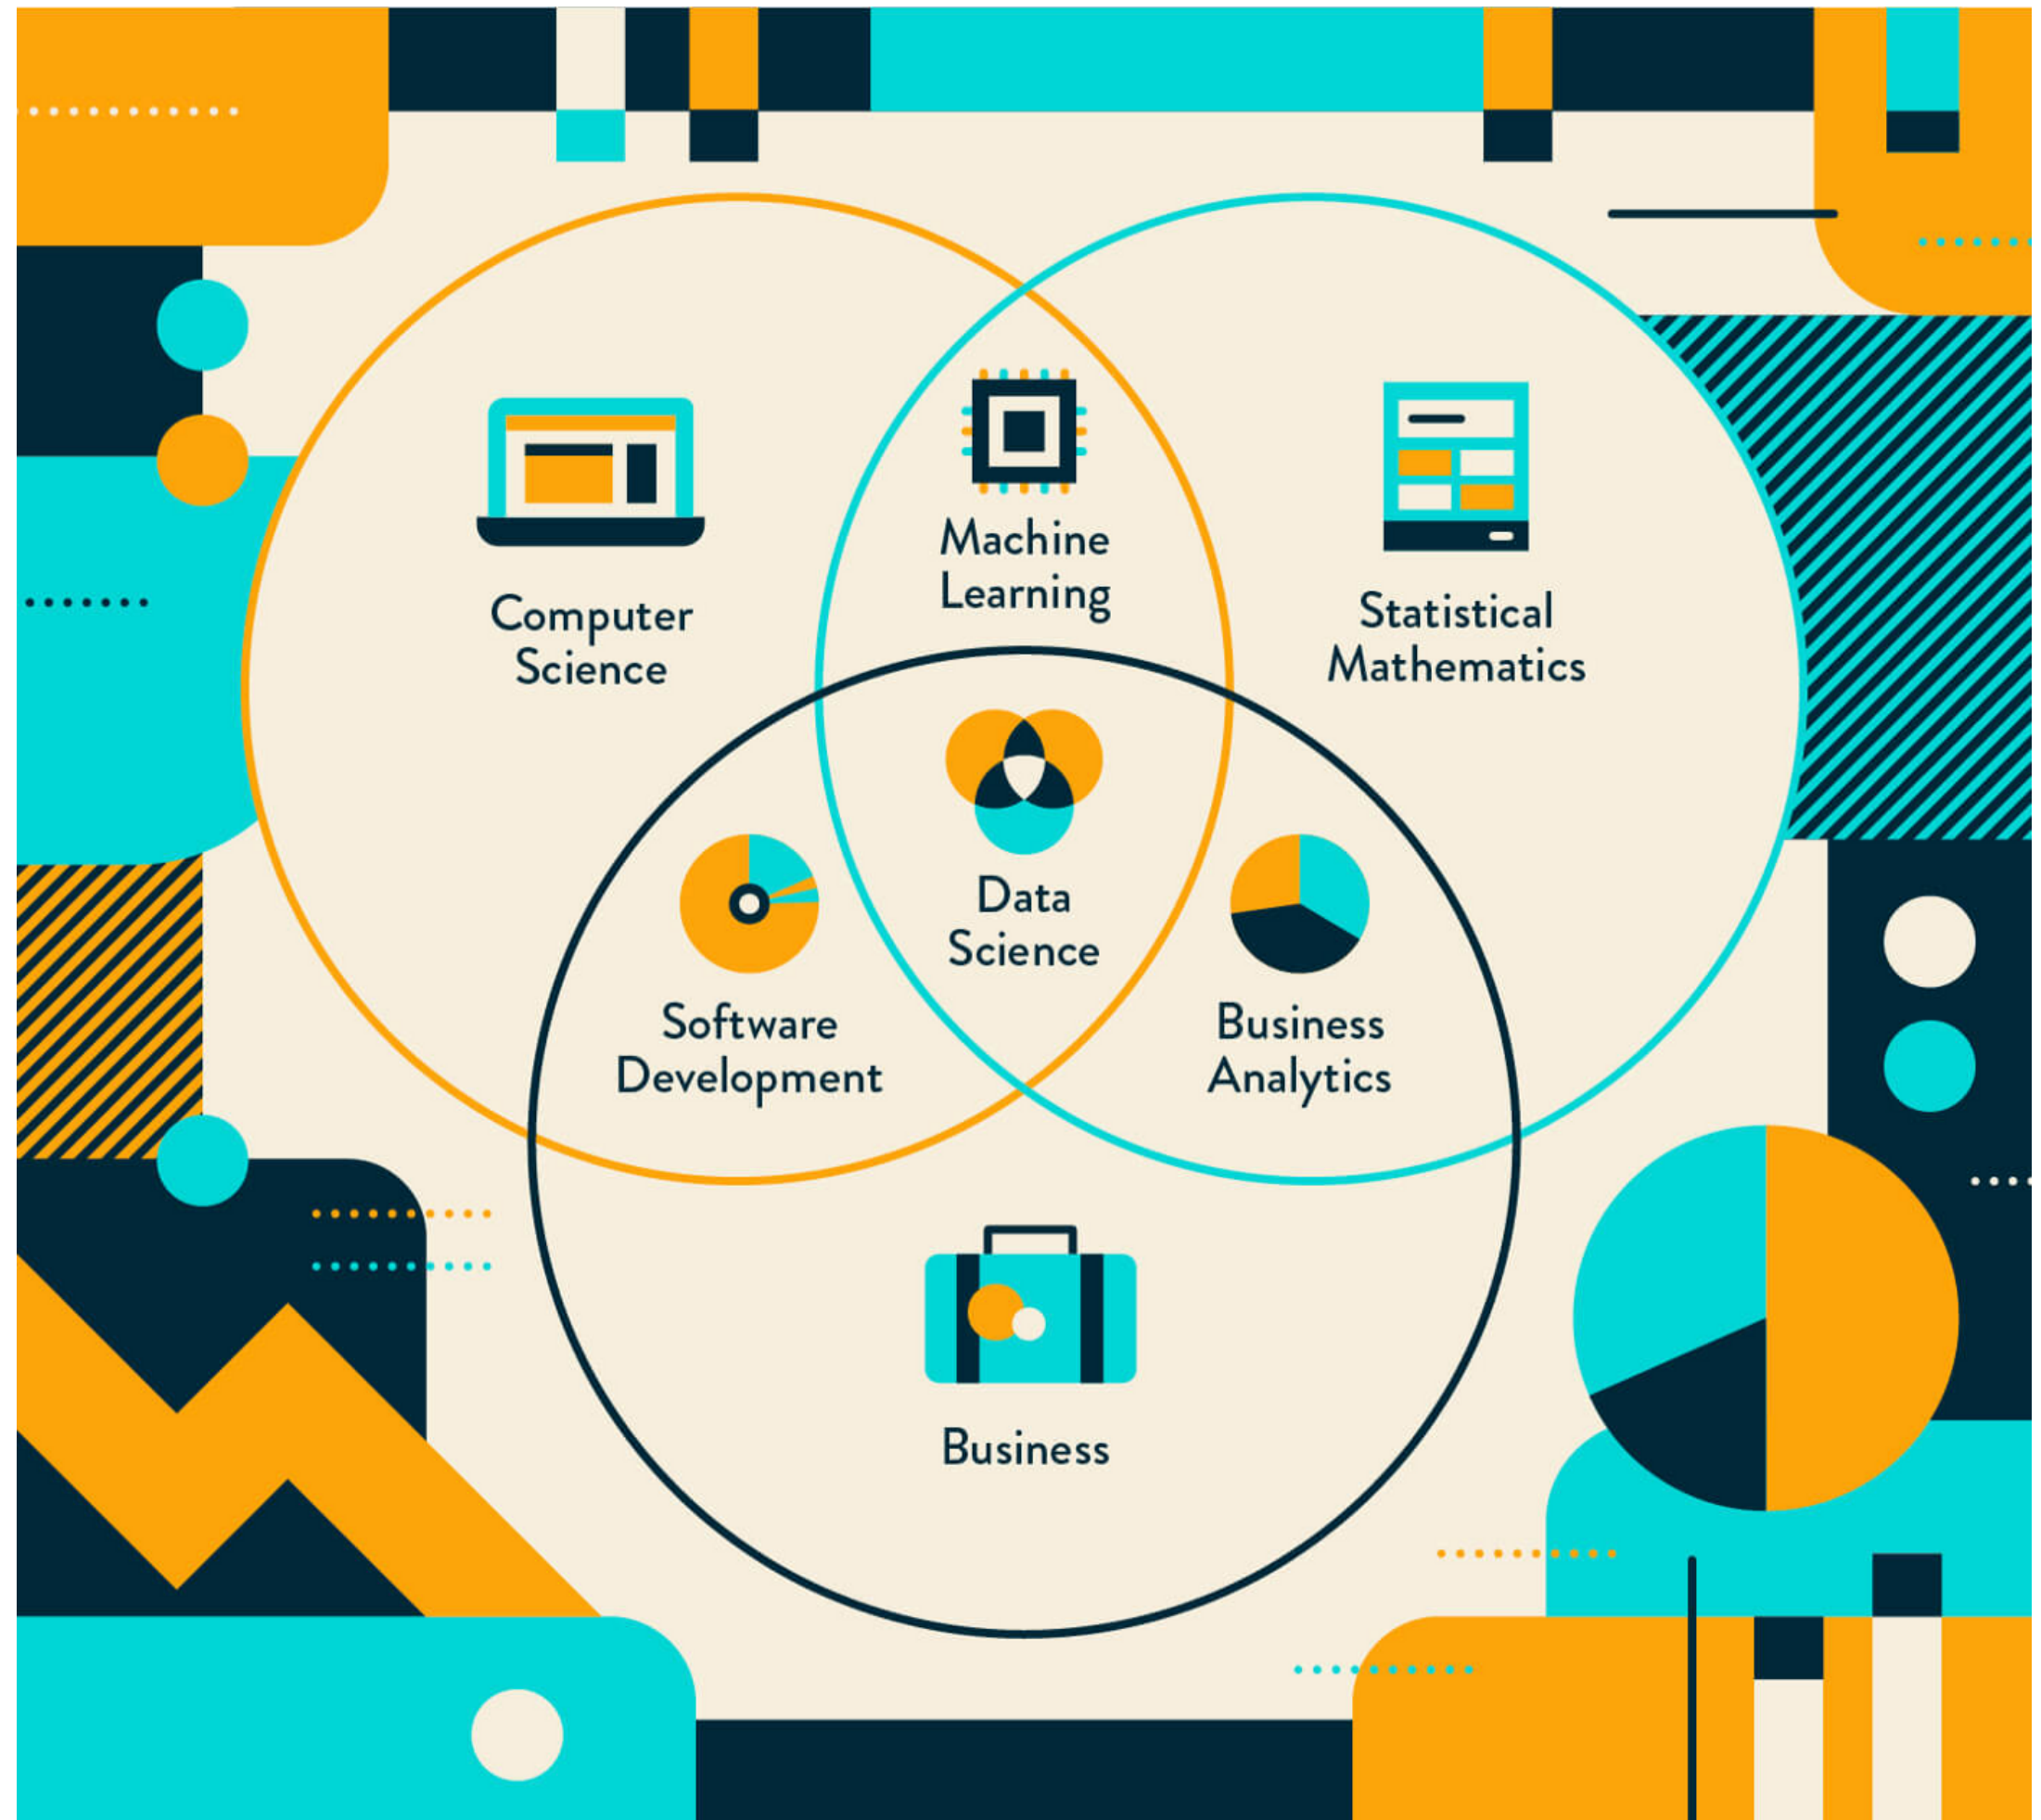 Machine
Learning
Computer
Science
Statistical
Mathematics
Data
Science
Software
Development
Business
Analytics
Business